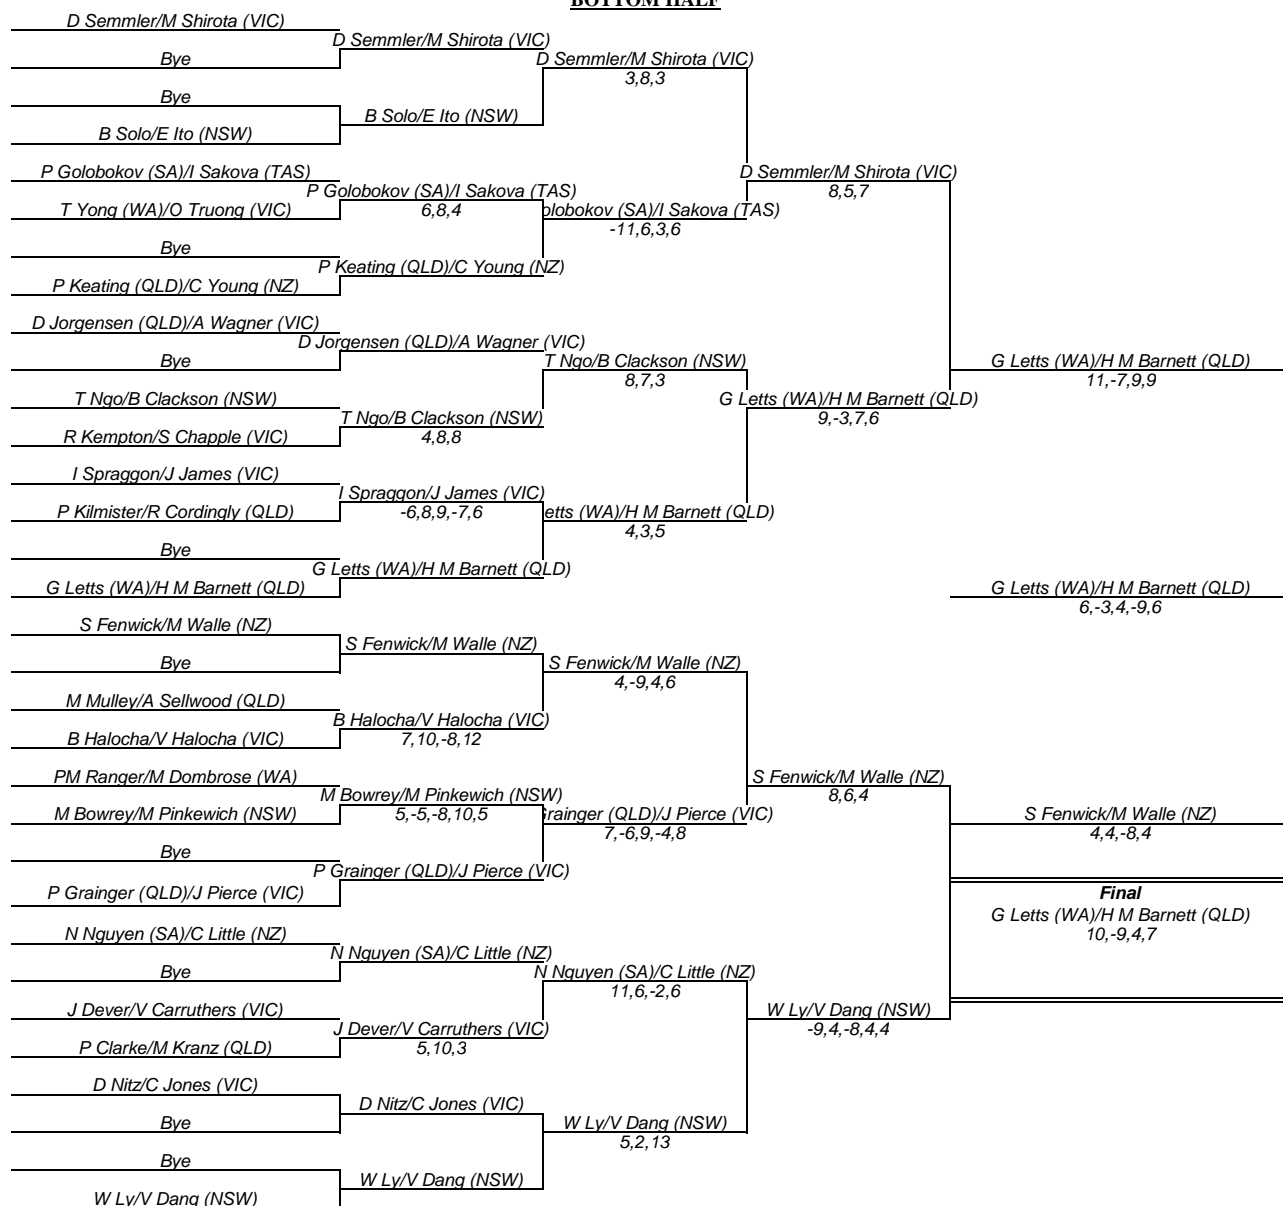 BOTTOM HALF
D Semmler/M Shirota (VIC)
Bye
Bye
B Solo/E Ito (NSW)
P Golobokov (SA)/I Sakova (TAS)
T Yong (WA)/O Truong (VIC)
Bye
P Keating (QLD)/C Young (NZ)
D Jorgensen (QLD)/A Wagner (VIC)
Bye
T Ngo/B Clackson (NSW)
R Kempton/S Chapple (VIC)
I Spraggon/J James (VIC)
P Kilmister/R Cordingly (QLD)
Bye
G Letts (WA)/H M Barnett (QLD)
S Fenwick/M Walle (NZ)
Bye
M Mulley/A Sellwood (QLD)
B Halocha/V Halocha (VIC)
PM Ranger/M Dombrose (WA)
M Bowrey/M Pinkewich (NSW)
Bye
P Grainger (QLD)/J Pierce (VIC)
N Nguyen (SA)/C Little (NZ)
Bye
J Dever/V Carruthers (VIC)
P Clarke/M Kranz (QLD)
D Nitz/C Jones (VIC)
Bye
Bye
W Ly/V Dang (NSW)
D Semmler/M Shirota (VIC)
B Solo/E Ito (NSW)
P Golobokov (SA)/I Sakova (TAS)
6,8,4
P Keating (QLD)/C Young (NZ)
D Jorgensen (QLD)/A Wagner (VIC)
T Ngo/B Clackson (NSW)
4,8,8
I Spraggon/J James (VIC)
-6,8,9,-7,6
G Letts (WA)/H M Barnett (QLD)
S Fenwick/M Walle (NZ)
B Halocha/V Halocha (VIC)
7,10,-8,12
M Bowrey/M Pinkewich (NSW)
5,-5,-8,10,5
P Grainger (QLD)/J Pierce (VIC)
N Nguyen (SA)/C Little (NZ)
J Dever/V Carruthers (VIC)
5,10,3
D Nitz/C Jones (VIC)
W Ly/V Dang (NSW)
D Semmler/M Shirota (VIC)
3,8,3
olobokov (SA)/I Sakova (TAS)
-11,6,3,6
T Ngo/B Clackson (NSW)
8,7,3
etts (WA)/H M Barnett (QLD)
4,3,5
S Fenwick/M Walle (NZ)
4,-9,4,6
Grainger (QLD)/J Pierce (VIC)
7,-6,9,-4,8
N Nguyen (SA)/C Little (NZ)
11,6,-2,6
W Ly/V Dang (NSW)
5,2,13
D Semmler/M Shirota (VIC)
8,5,7
G Letts (WA)/H M Barnett (QLD)
9,-3,7,6
S Fenwick/M Walle (NZ)
8,6,4
W Ly/V Dang (NSW)
-9,4,-8,4,4
G Letts (WA)/H M Barnett (QLD)
11,-7,9,9
G Letts (WA)/H M Barnett (QLD)
6,-3,4,-9,6
S Fenwick/M Walle (NZ)
4,4,-8,4
Final
G Letts (WA)/H M Barnett (QLD)
10,-9,4,7